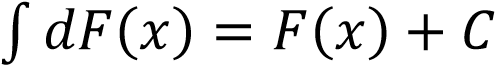 ∫ dF(x) = F(x) + C